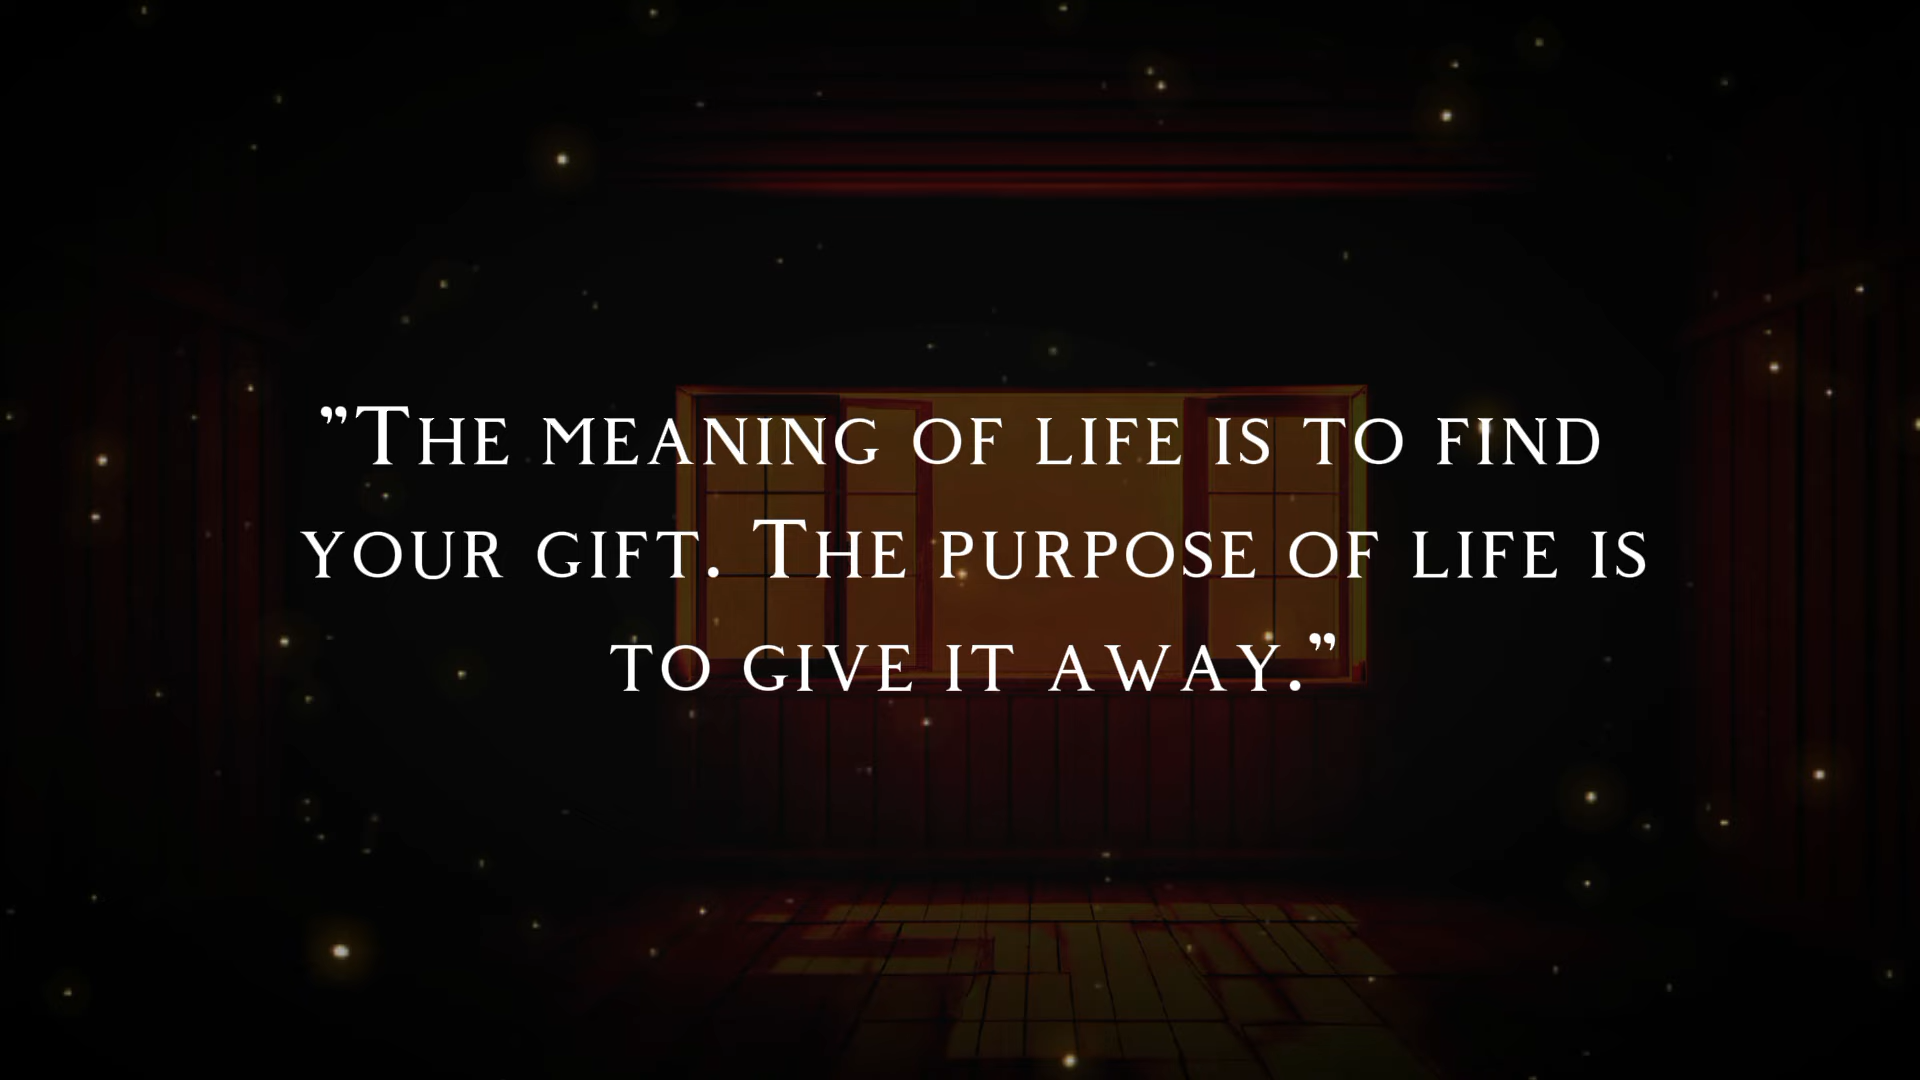 ”The meaning of life is to find
your gift. The purpose of life is
to give it away.”